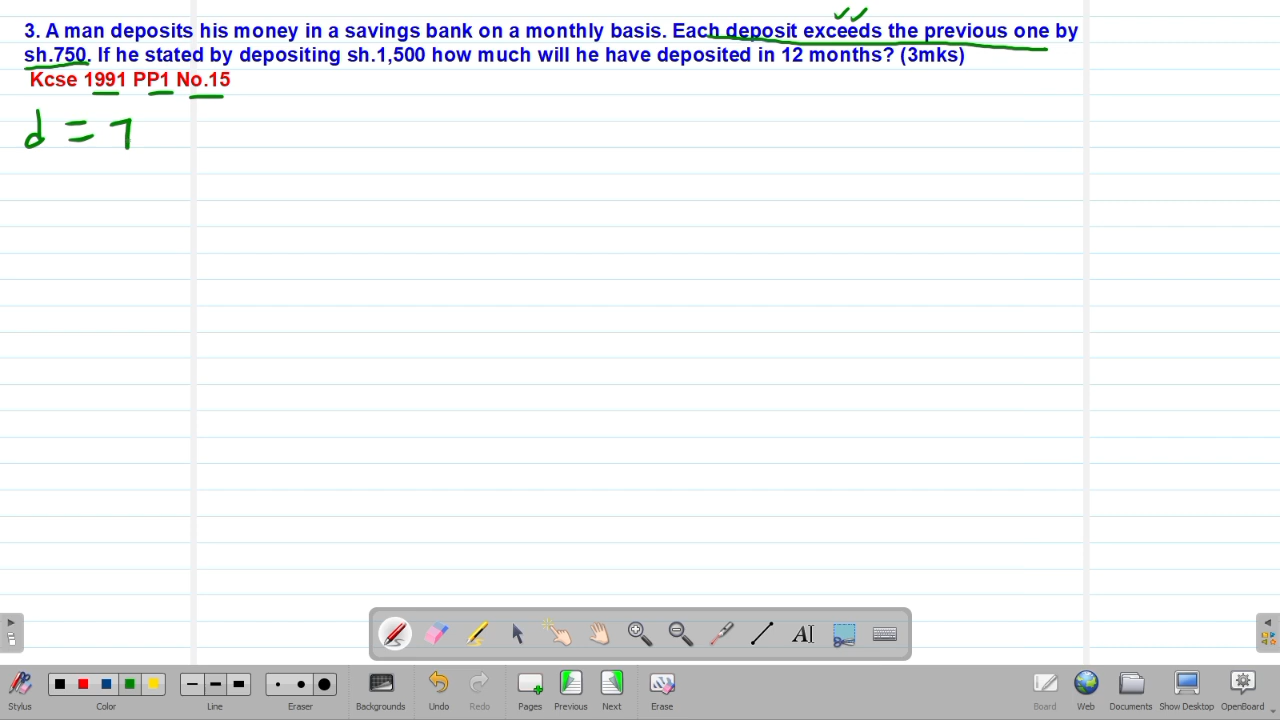 3. A man deposits his money in a savings bank on a monthly basis. Each deposit exceeds the previous one by
sh.750. If he stated by depositing sh.1,500 how much will he have deposited in 12 months? (3mks)
Kcse 1991 PP1 No.15
d = 7
AI
Stylus Color Line Eraser Backgrounds Undo Redo Pages Previous Next Erase Board Web Documents Show Desktop OpenBoard